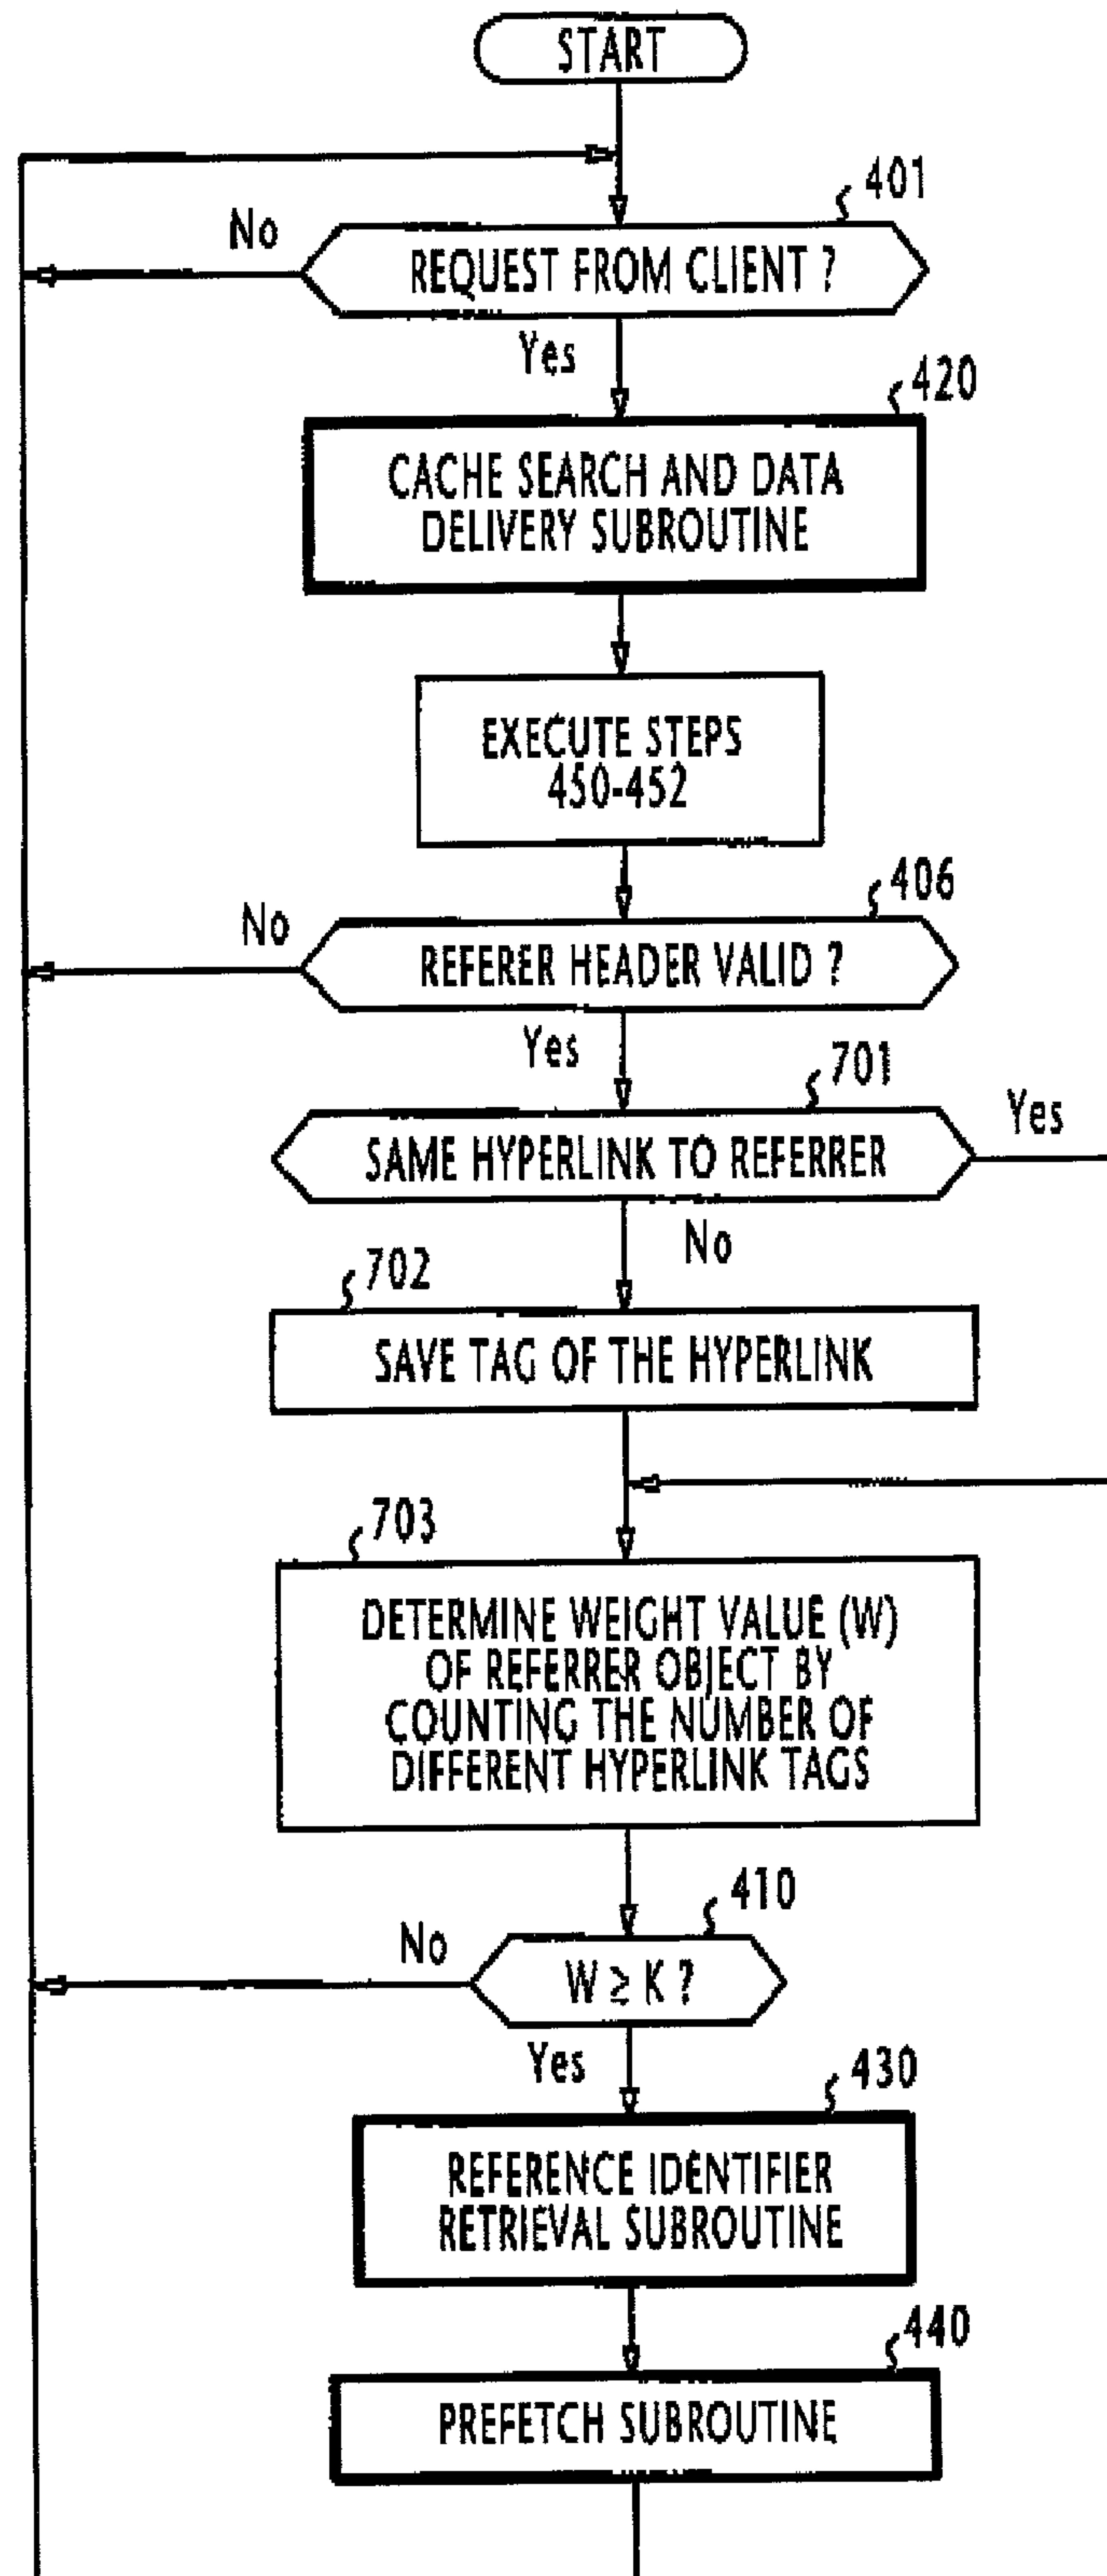 START
401
No
REQUEST FROM CLIENT ?
Yes
420
CACHE SEARCH AND DATA
DELIVERY SUBROUTINE
EXECUTE STEPS
450-452
406
No
REFERER HEADER VALID ?
Yes
701
Yes
SAME HYPERLINK TO REFERRER
No
702
SAVE TAG OF THE HYPERLINK
703
DETERMINE WEIGHT VALUE (W)
OF REFERRER OBJECT BY
COUNTING THE NUMBER OF
DIFFERENT HYPERLINK TAGS
410
No
W ≥ K ?
Yes
430
REFERENCE IDENTIFIER
RETRIEVAL SUBROUTINE
440
PREFETCH SUBROUTINE